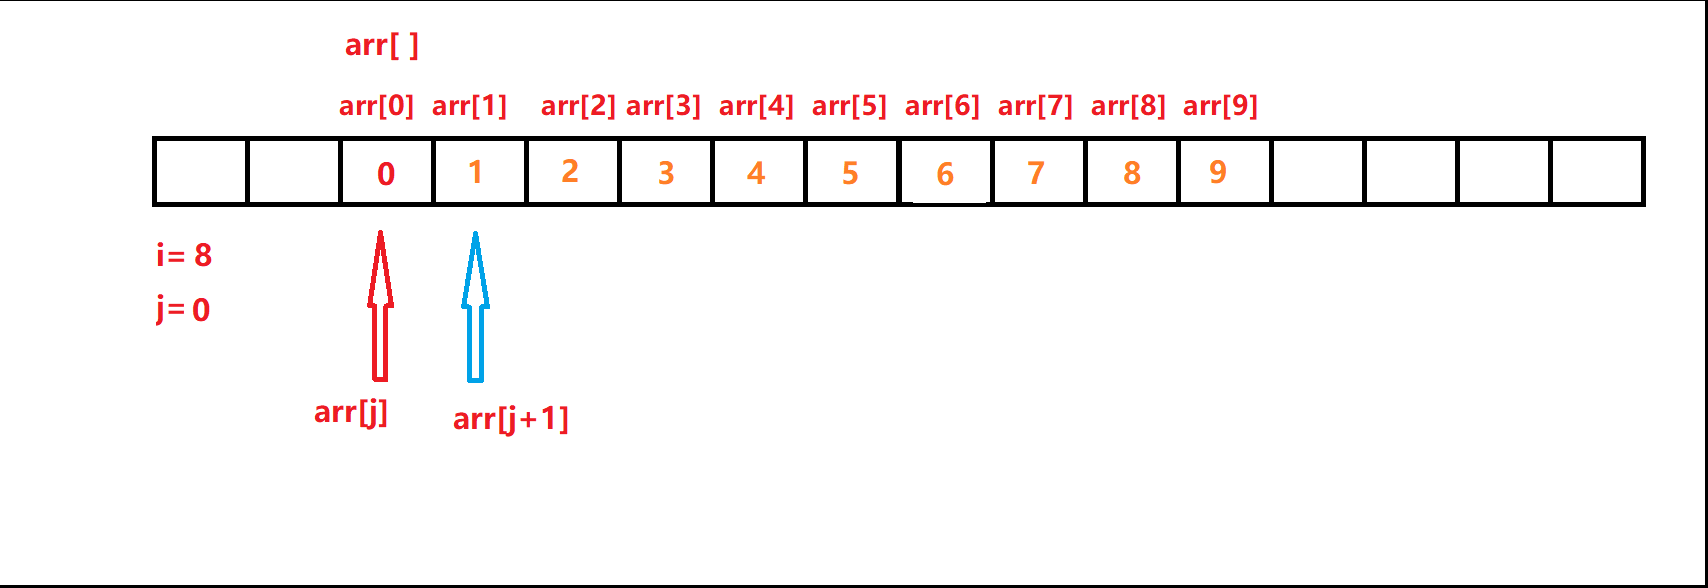 arr[ ]
arr[0] arr[1] arr[2] arr[3] arr[4] arr[5] arr[6] arr[7] arr[8] arr[9]
0 1 2 3 4 5 6 7 8 9
i= 8
j= 0
arr[j]
arr[j+1]